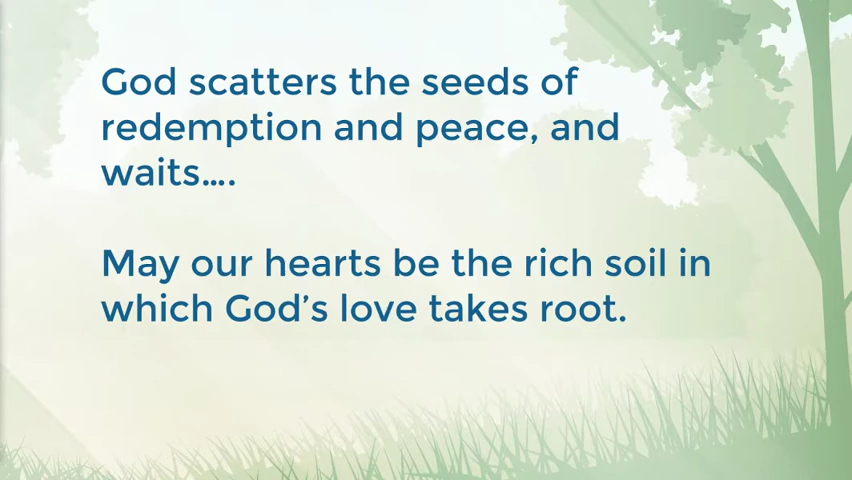 God scatters the seeds of
redemption and peace, and
waits….
May our hearts be the rich soil in
which God’s love takes root.